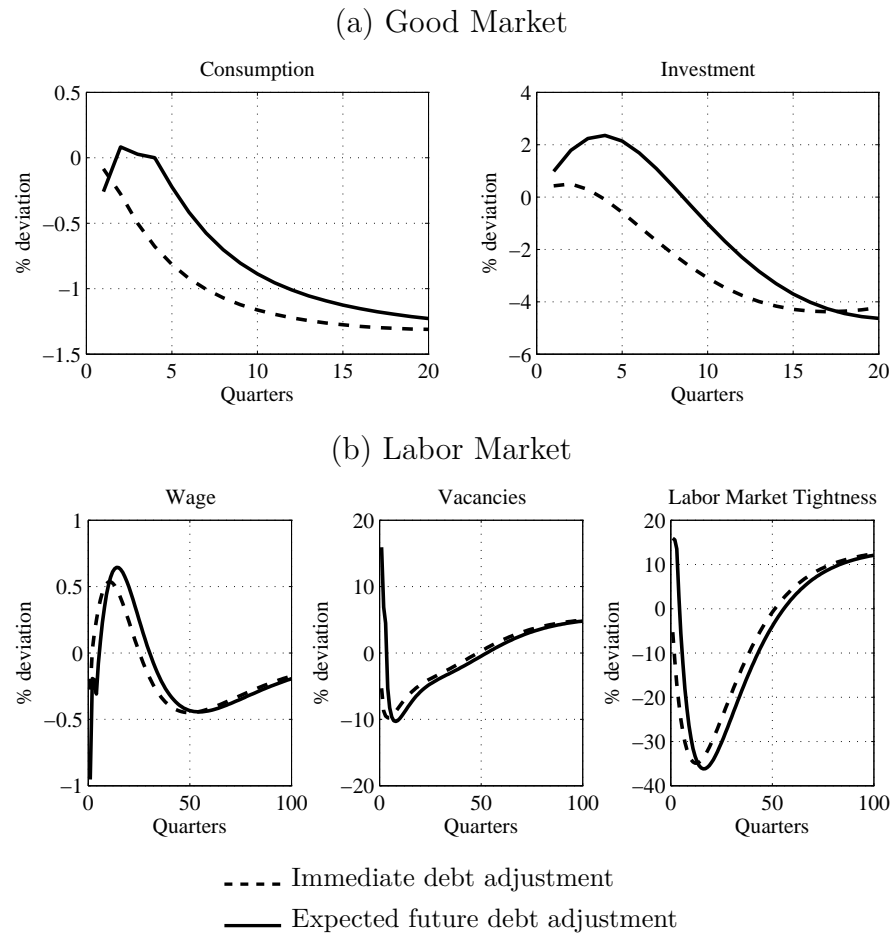 (a) Good Market
Consumption
Investment
0.5
0
−0.5
−1
−1.5
% deviation
0 5 10 15 20
Quarters
4
2
0
−2
−4
−6
% deviation
0 5 10 15 20
Quarters
(b) Labor Market
Wage
Vacancies
Labor Market Tightness
1
0.5
0
−0.5
−1
% deviation
0 50 100
Quarters
20
10
0
−10
−20
% deviation
0 50 100
Quarters
20
10
0
−10
−20
−30
−40
% deviation
0 50 100
Quarters
Immediate debt adjustment
Expected future debt adjustment